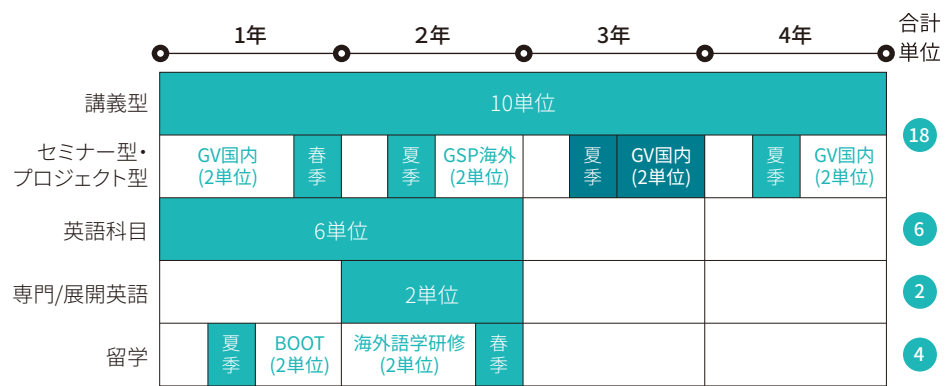 1年
2年
3年
4年
合計
単位
講義型
10単位
18
セミナー型・
プロジェクト型
GV国内
(2単位)
春
季
夏
季
GSP海外
(2単位)
夏
季
GV国内
(2単位)
夏
季
GV国内
(2単位)
英語科目
6単位
6
専門/展開英語
2単位
2
留学
夏
季
BOOT
(2単位)
海外語学研修
(2単位)
春
季
4